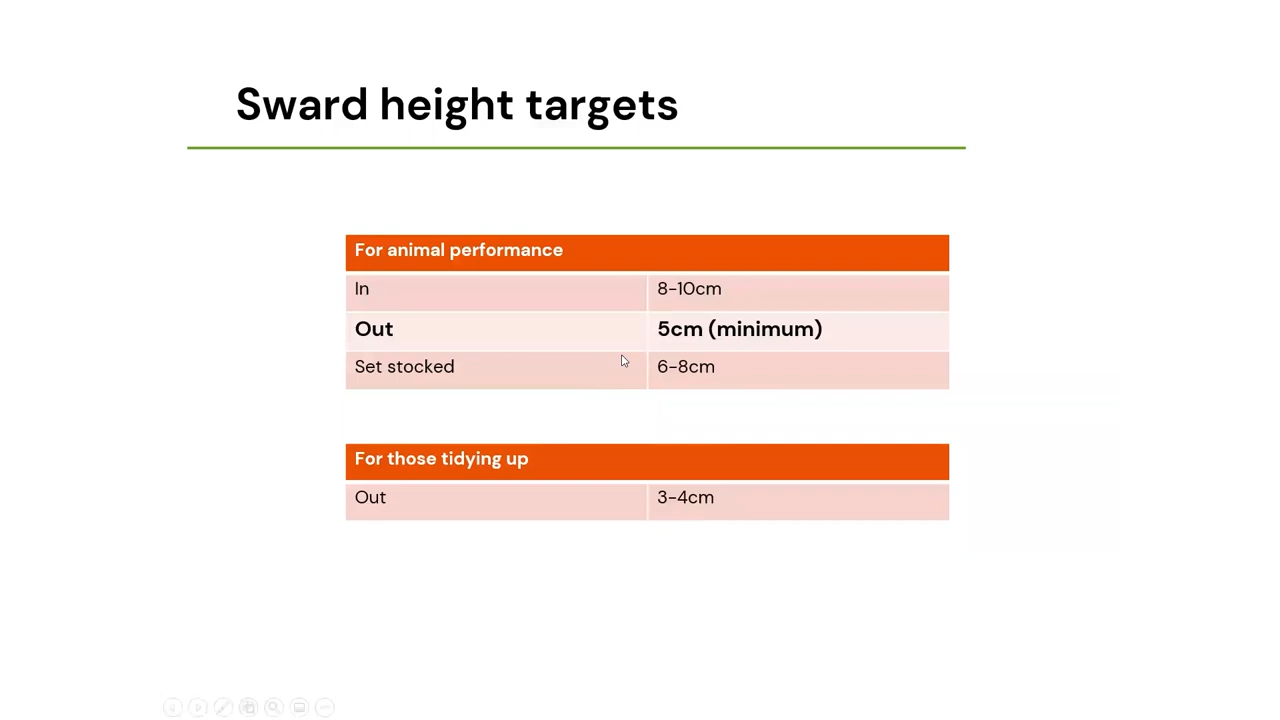 Sward height targets
For animal performance
In 8-10cm
Out 5cm (minimum)
Set stocked 6-8cm
For those tidying up
Out 3-4cm